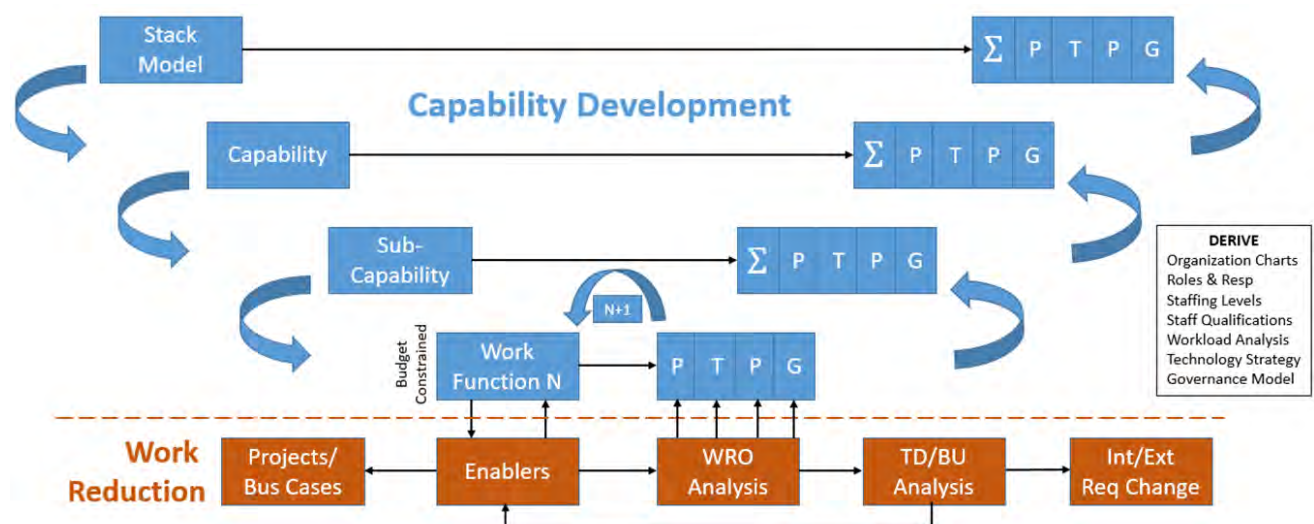 Stack
Model
Σ P T P G
Capability Development
Capability
Σ P T P G
Sub-
Capability
Σ P T P G
DERIVE
Organization Charts
Roles & Resp
Staffing Levels
Staff Qualifications
Workload Analysis
Technology Strategy
Governance Model
N+1
Budget
Constrained
Work
Function N
P T P G
Work
Reduction
Projects/
Bus Cases
Enablers
WRO
Analysis
TD/BU
Analysis
Int/Ext
Req Change